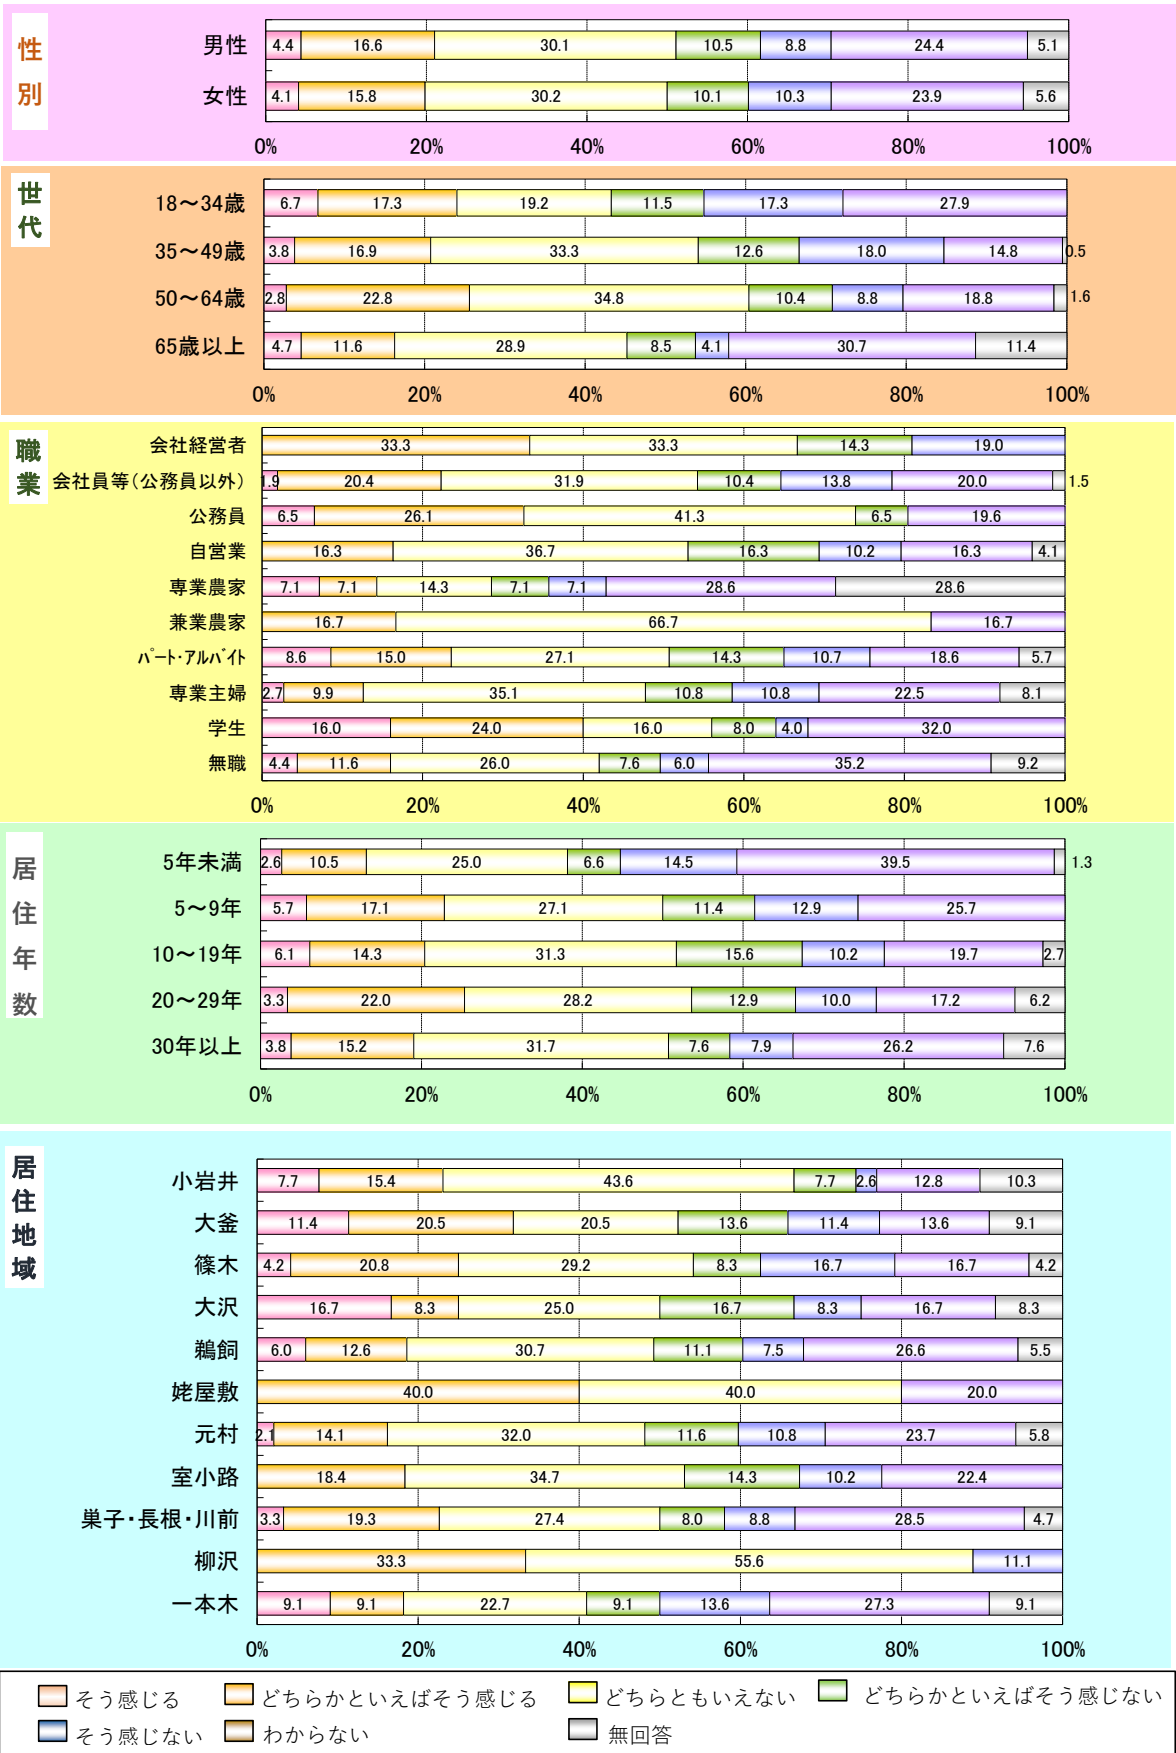 性別
男性 4.4 16.6 30.1 10.5 8.8 24.4 5.1
女性 4.1 15.8 30.2 10.1 10.3 23.9 5.6
0% 20% 40% 60% 80% 100%
世代
18～34歳 6.7 17.3 19.2 11.5 17.3 27.9
35～49歳 3.8 16.9 33.3 12.6 18.0 14.8 0.5
50～64歳 2.8 22.8 34.8 10.4 8.8 18.8 1.6
65歳以上 4.7 11.6 28.9 8.5 4.1 30.7 11.4
0% 20% 40% 60% 80% 100%
職業
会社経営者 33.3 33.3 14.3 19.0
会社員等(公務員以外) 1.9 20.4 31.9 10.4 13.8 20.0 1.5
公務員 6.5 26.1 41.3 6.5 19.6
自営業 16.3 36.7 16.3 10.2 16.3 4.1
専業農家 7.1 7.1 14.3 7.1 7.1 28.6 28.6
兼業農家 16.7 66.7 16.7
ﾊﾟｰﾄ･ｱﾙﾊﾞｲﾄ 8.6 15.0 27.1 14.3 10.7 18.6 5.7
専業主婦 2.7 9.9 35.1 10.8 10.8 22.5 8.1
学生 16.0 24.0 16.0 8.0 4.0 32.0
無職 4.4 11.6 26.0 7.6 6.0 35.2 9.2
0% 20% 40% 60% 80% 100%
居住年数
5年未満 2.6 10.5 25.0 6.6 14.5 39.5 1.3
5～9年 5.7 17.1 27.1 11.4 12.9 25.7
10～19年 6.1 14.3 31.3 15.6 10.2 19.7 2.7
20～29年 3.3 22.0 28.2 12.9 10.0 17.2 6.2
30年以上 3.8 15.2 31.7 7.6 7.9 26.2 7.6
0% 20% 40% 60% 80% 100%
居住地域
小岩井 7.7 15.4 43.6 7.7 2.6 12.8 10.3
大釜 11.4 20.5 20.5 13.6 11.4 13.6 9.1
篠木 4.2 20.8 29.2 8.3 16.7 16.7 4.2
大沢 16.7 8.3 25.0 16.7 8.3 16.7 8.3
鵜飼 6.0 12.6 30.7 11.1 7.5 26.6 5.5
姥屋敷 40.0 40.0 20.0
元村 2.1 14.1 32.0 11.6 10.8 23.7 5.8
室小路 18.4 34.7 14.3 10.2 22.4
巣子・長根・川前 3.3 19.3 27.4 8.0 8.8 28.5 4.7
柳沢 33.3 55.6 11.1
一本木 9.1 9.1 22.7 9.1 13.6 27.3 9.1
0% 20% 40% 60% 80% 100%
そう感じる どちらかといえばそう感じる どちらともいえない どちらかといえばそう感じない
そう感じない わからない 無回答